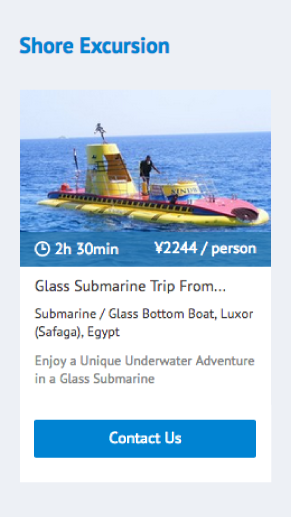 Shore Excursion
2h 30min
¥2244 / person
Glass Submarine Trip From...
Submarine / Glass Bottom Boat, Luxor
(Safaga), Egypt
Enjoy a Unique Underwater Adventure
in a Glass Submarine
Contact Us